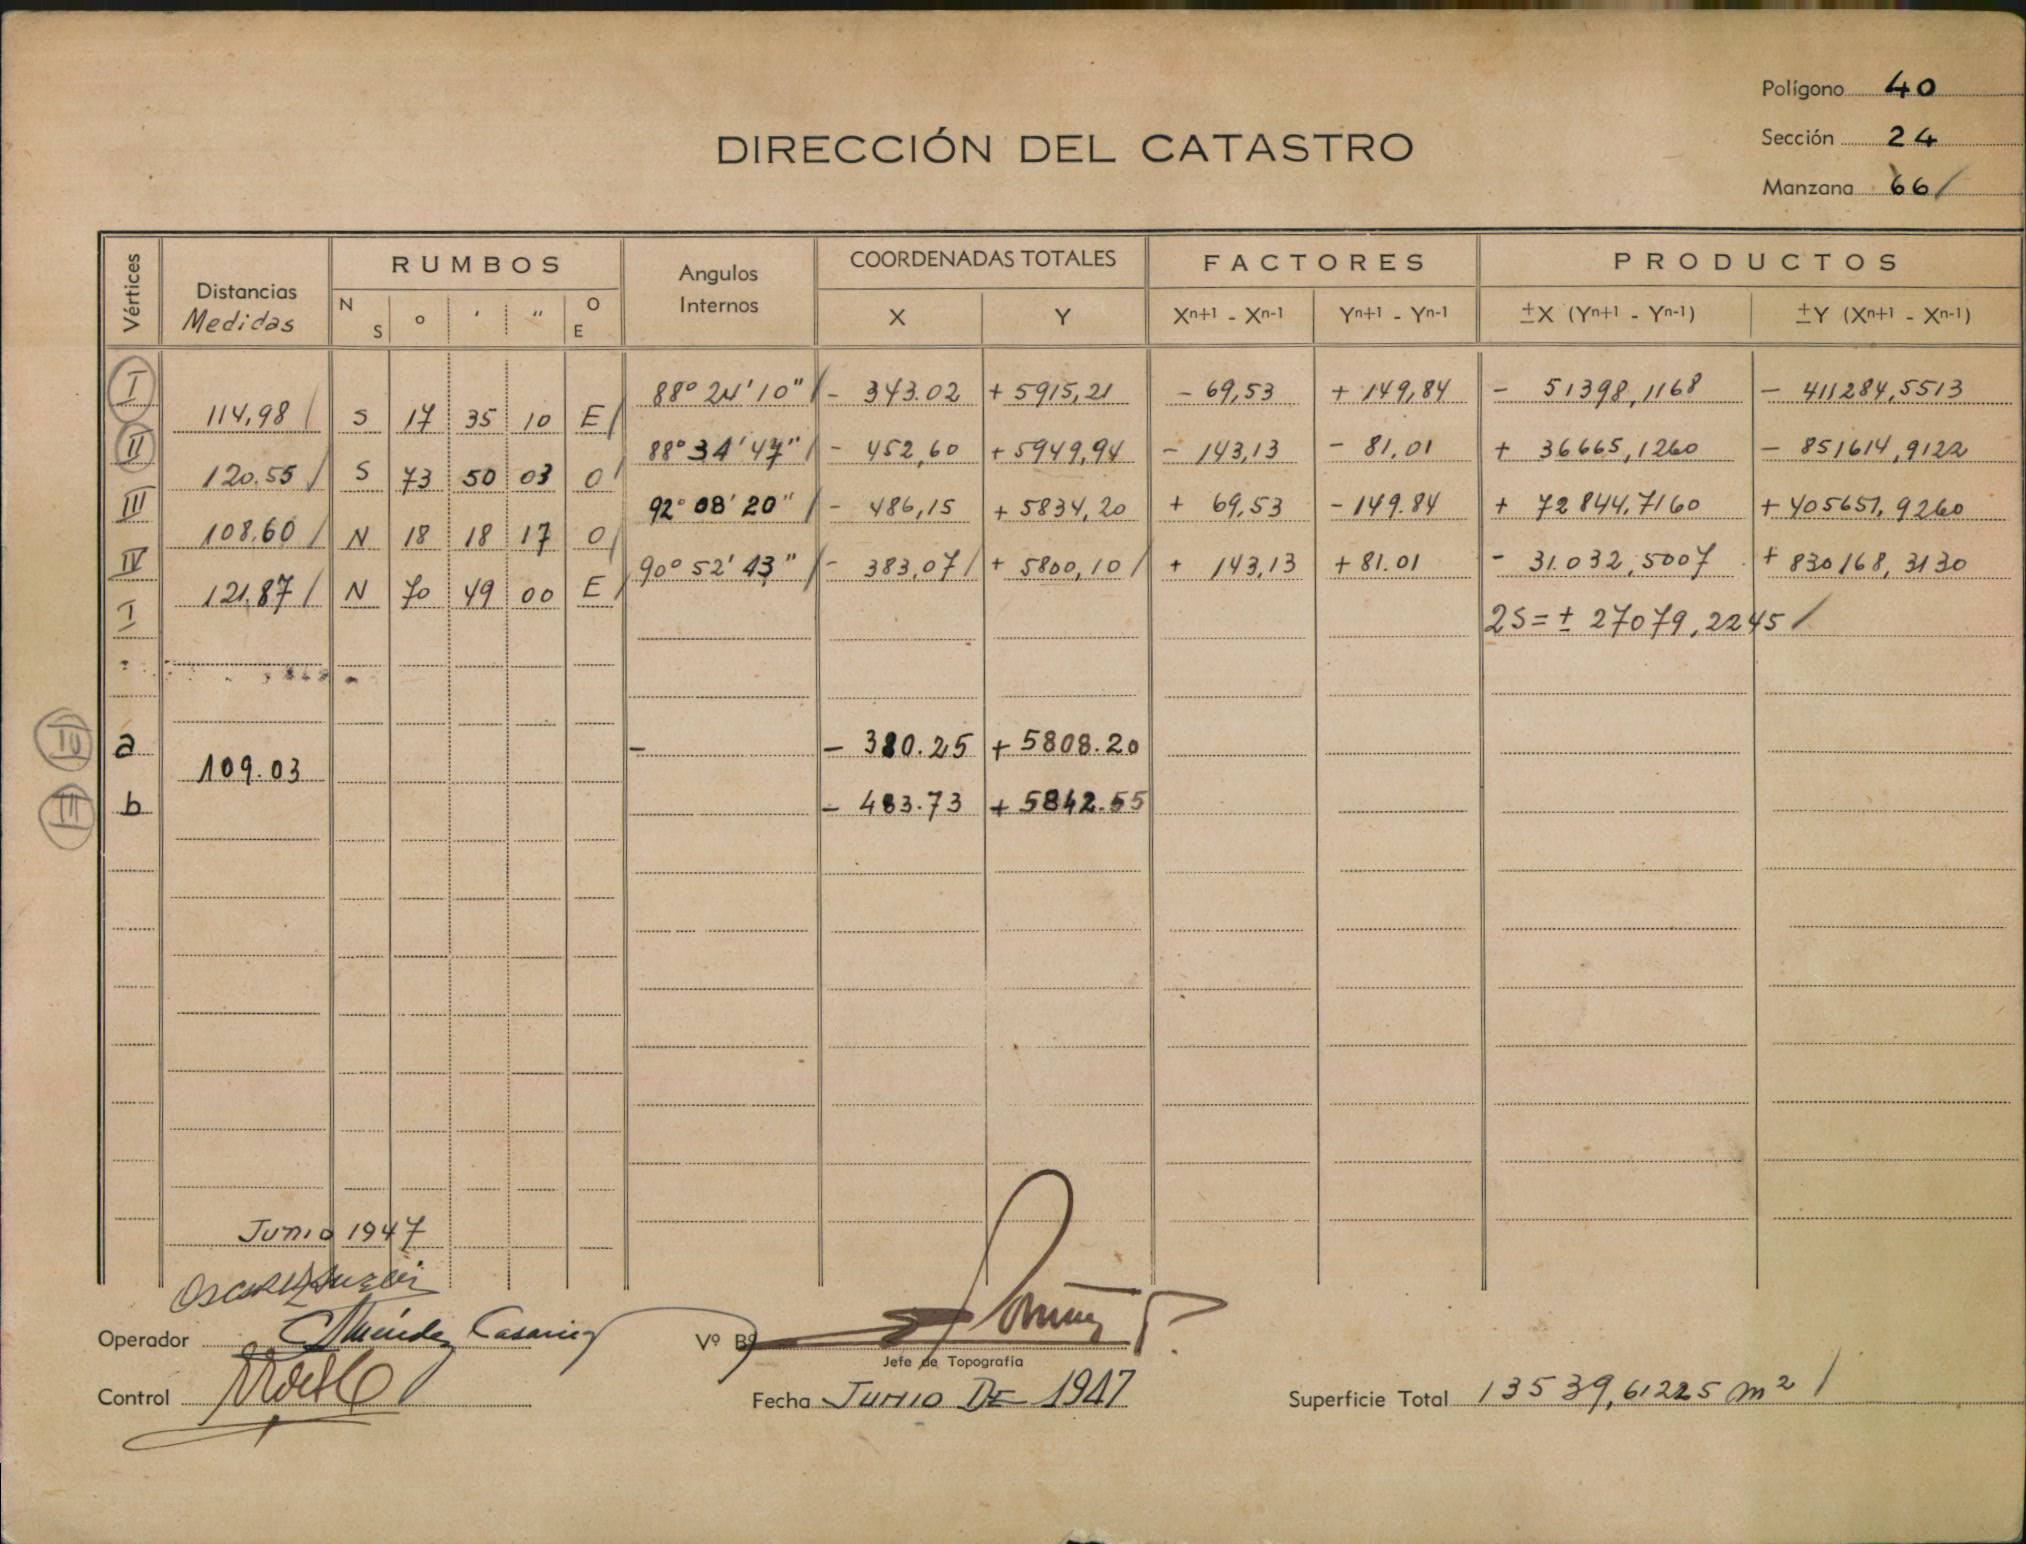 Polígono 40
DIRECCIÓN DEL CATASTRO
Sección 24
Manzana 66/
Vértices Distancias Medidas RUMBOS Angulos Internos COORDENADAS TOTALES FACTORES PRODUCTOS
N S o ' " O E X Y Xn+1 - Xn-1 Yn+1 - Yn-1 ±X (Yn+1 - Yn-1) ±Y (Xn+1 - Xn-1)
I 88° 24' 10" / - 343.02 + 5915,21 - 69,53 + 149,84 - 51398,1168 - 411284,5513
114,98 / S 17 35 10 E /
II 88° 34' 47" / - 452,60 + 5949,94 - 143,13 - 81,01 + 36665,1260 - 851614,9122
120.55 / S 73 50 03 O /
III 92° 08' 20" / - 486,15 + 5834,20 + 69,53 - 149.84 + 72844,7160 + 405651,9260
108,60 / N 18 18 17 O /
IV 90° 52' 43" / - 383,07 / + 5800,10 / + 143,13 + 81.01 - 31.032,5007 + 830168,3130
121,87 / N 70 49 00 E /
I 2S = ± 27079,2245 /
IV a - - 380.25 + 5808.20
109.03
III b - 483.73 + 5842.55
Junio 1947
Operador Méndez Casariego Vº Bº
Jefe de Topografía
Control Fecha JUNIO DE 1947 Superficie Total 13539,61225 m² /